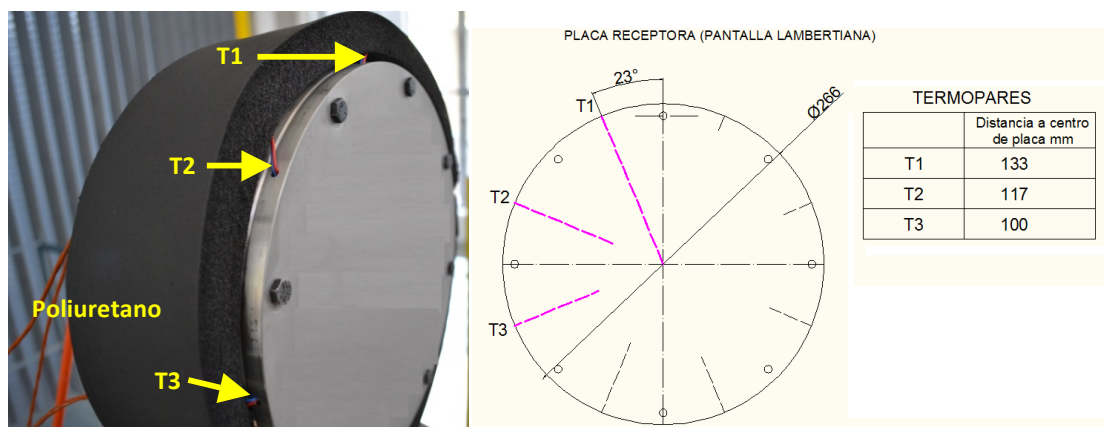 T1
T2
Poliuretano
T3
PLACA RECEPTORA (PANTALLA LAMBERTIANA)
23°
T1
Ø266
T2
T3
TERMOPARES
Distancia a centro
de placa mm
T1 133
T2 117
T3 100